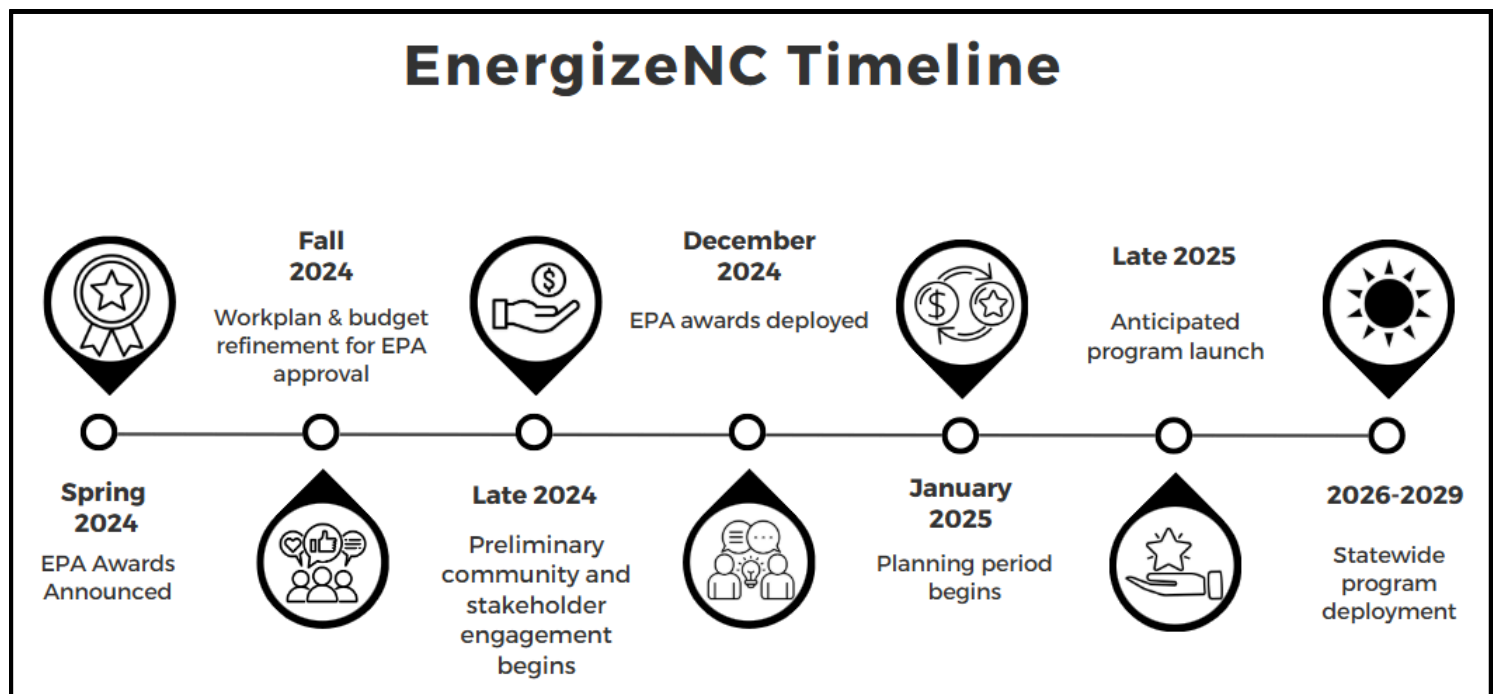 EnergizeNC Timeline
Spring
2024
EPA Awards
Announced
Fall
2024
Workplan & budget
refinement for EPA
approval
Late 2024
Preliminary
community and
stakeholder
engagement
begins
December
2024
EPA awards deployed
January
2025
Planning period
begins
Late 2025
Anticipated
program launch
2026-2029
Statewide
program
deployment